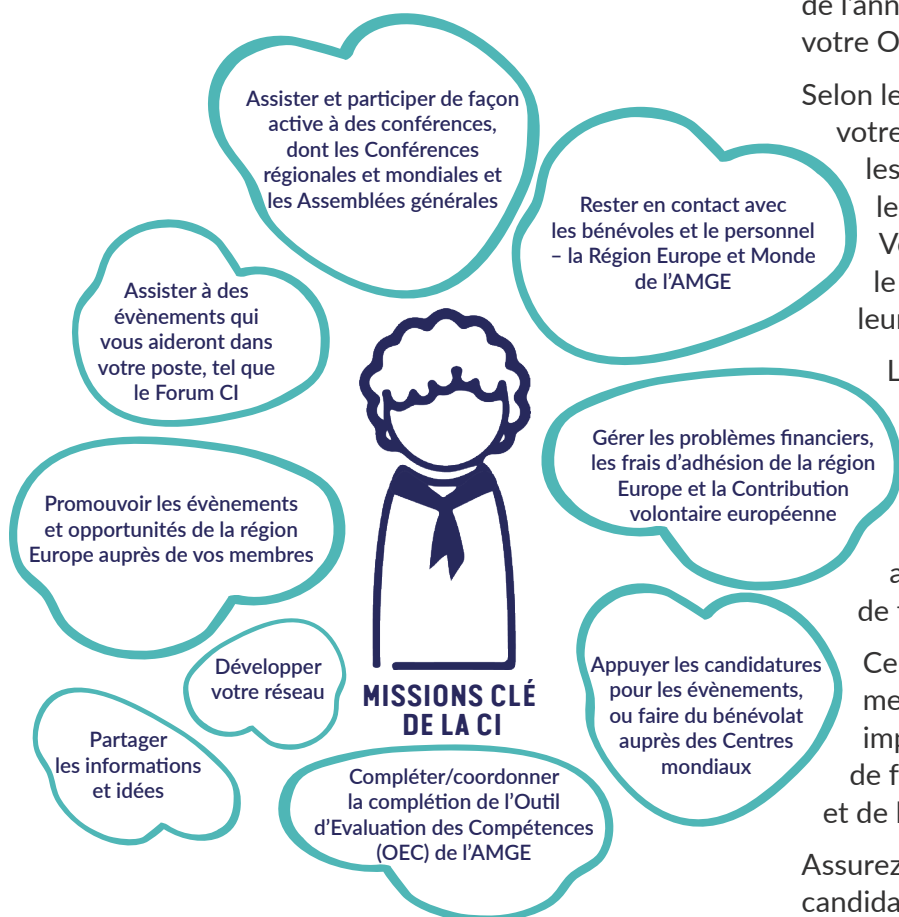 Assister et participer de façon
active à des conférences,
dont les Conférences
régionales et mondiales et
les Assemblées générales
Rester en contact avec
les bénévoles et le personnel
– la Région Europe et Monde
de l'AMGE
Assister à des
évènements qui
vous aideront dans
votre poste, tel que
le Forum CI
Gérer les problèmes financiers,
les frais d'adhésion de la région
Europe et la Contribution
volontaire européenne
Promouvoir les évènements
et opportunités de la région
Europe auprès de vos membres
Développer
votre réseau
Appuyer les candidatures
pour les évènements,
ou faire du bénévolat
auprès des Centres
mondiaux
Partager
les informations
et idées
MISSIONS CLÉ
DE LA CI
Compléter/coordonner
la complétion de l'Outil
d'Evaluation des Compétences
(OEC) de l'AMGE
de l'ann
votre O
Selon le
votre
les
le
le
leur
L
a
de
Ce
me
imp
de f
et de
Assurez
candida